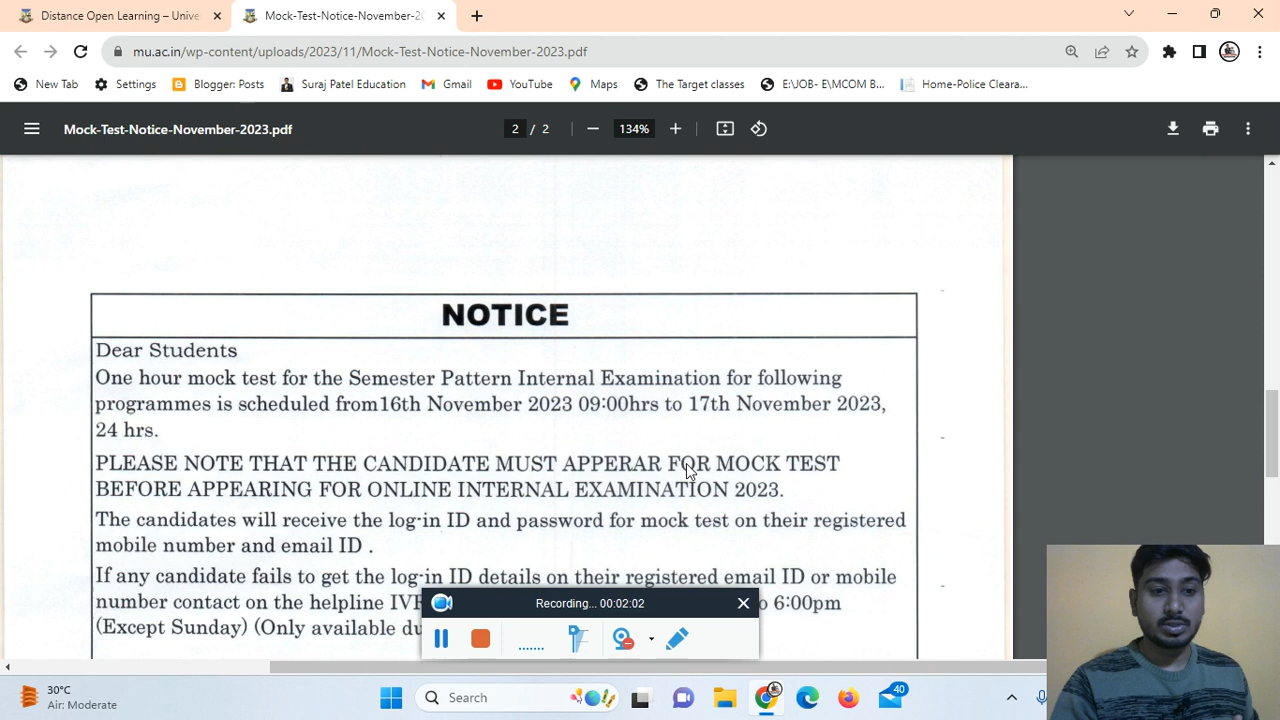 Distance Open Learning – Unive
Mock-Test-Notice-November-20
mu.ac.in/wp-content/uploads/2023/11/Mock-Test-Notice-November-2023.pdf
New Tab
Settings
Blogger: Posts
Suraj Patel Education
Gmail
YouTube
Maps
The Target classes
E:\JOB- E\MCOM B...
Home-Police Cleara...
Mock-Test-Notice-November-2023.pdf
2 / 2
134%
NOTICE
Dear Students
One hour mock test for the Semester Pattern Internal Examination for following
programmes is scheduled from16th November 2023 09:00hrs to 17th November 2023,
24 hrs.
PLEASE NOTE THAT THE CANDIDATE MUST APPERAR FOR MOCK TEST
BEFORE APPEARING FOR ONLINE INTERNAL EXAMINATION 2023.
The candidates will receive the log-in ID and password for mock test on their registered
mobile number and email ID .
If any candidate fails to get the log-in ID details on their registered email ID or mobile
number contact on the helpline IVR
6:00pm
(Except Sunday) (Only available du
Recording... 00:02:02
30°C
Air: Moderate
Search
40